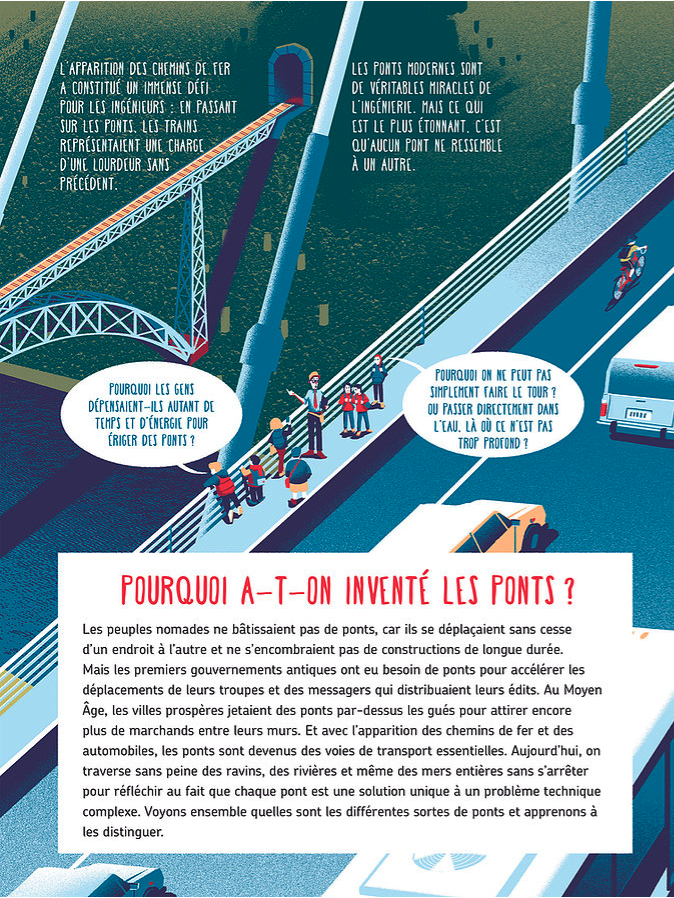 L'APPARITION DES CHEMINS DE FER
A CONSTITUÉ UN IMMENSE DÉFI
POUR LES INGÉNIEURS : EN PASSANT
SUR LES PONTS, LES TRAINS
REPRÉSENTAIENT UNE CHARGE
D'UNE LOURDEUR SANS
PRÉCÉDENT.
LES PONTS MODERNES SONT
DE VÉRITABLES MIRACLES DE
L'INGÉNIERIE. MAIS CE QUI
EST LE PLUS ÉTONNANT, C'EST
QU'AUCUN PONT NE RESSEMBLE
À UN AUTRE.
POURQUOI LES GENS
DÉPENSAIENT-ILS AUTANT DE
TEMPS ET D'ÉNERGIE POUR
ÉRIGER DES PONTS ?
POURQUOI ON NE PEUT PAS
SIMPLEMENT FAIRE LE TOUR ?
OU PASSER DIRECTEMENT DANS
L'EAU, LÀ OÙ CE N'EST PAS
TROP PROFOND ?
POURQUOI A-T-ON INVENTÉ LES PONTS ?
Les peuples nomades ne bâtissaient pas de ponts, car ils se déplaçaient sans cesse
d'un endroit à l'autre et ne s'encombraient pas de constructions de longue durée.
Mais les premiers gouvernements antiques ont eu besoin de ponts pour accélérer les
déplacements de leurs troupes et des messagers qui distribuaient leurs édits. Au Moyen
Âge, les villes prospères jetaient des ponts par-dessus les gués pour attirer encore
plus de marchands entre leurs murs. Et avec l'apparition des chemins de fer et des
automobiles, les ponts sont devenus des voies de transport essentielles. Aujourd'hui, on
traverse sans peine des ravins, des rivières et même des mers entières sans s'arrêter
pour réfléchir au fait que chaque pont est une solution unique à un problème technique
complexe. Voyons ensemble quelles sont les différentes sortes de ponts et apprenons à
les distinguer.